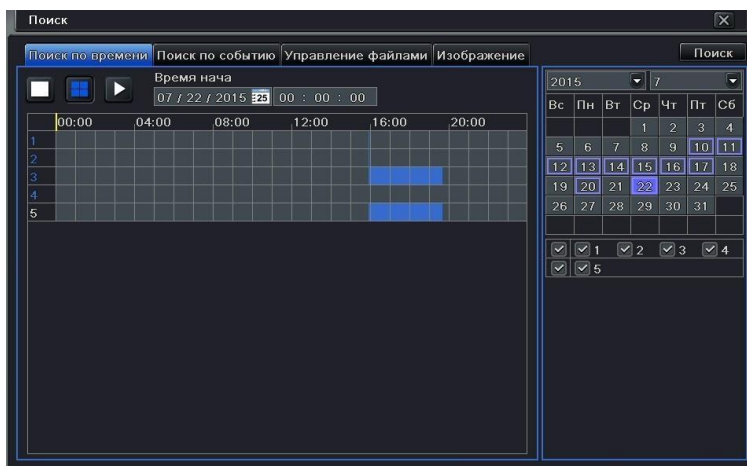 Поиск
Поиск по времени Поиск по событию Управление файлами Изображение
Поиск
Время нача
07 / 22 / 2015 25 00 : 00 : 00
00:00 04:00 08:00 12:00 16:00 20:00
1
2
3
4
5
2015 7
Вс Пн Вт Ср Чт Пт Сб
1 2 3 4
5 6 7 8 9 10 11
12 13 14 15 16 17 18
19 20 21 22 23 24 25
26 27 28 29 30 31
1 2 3 4
5